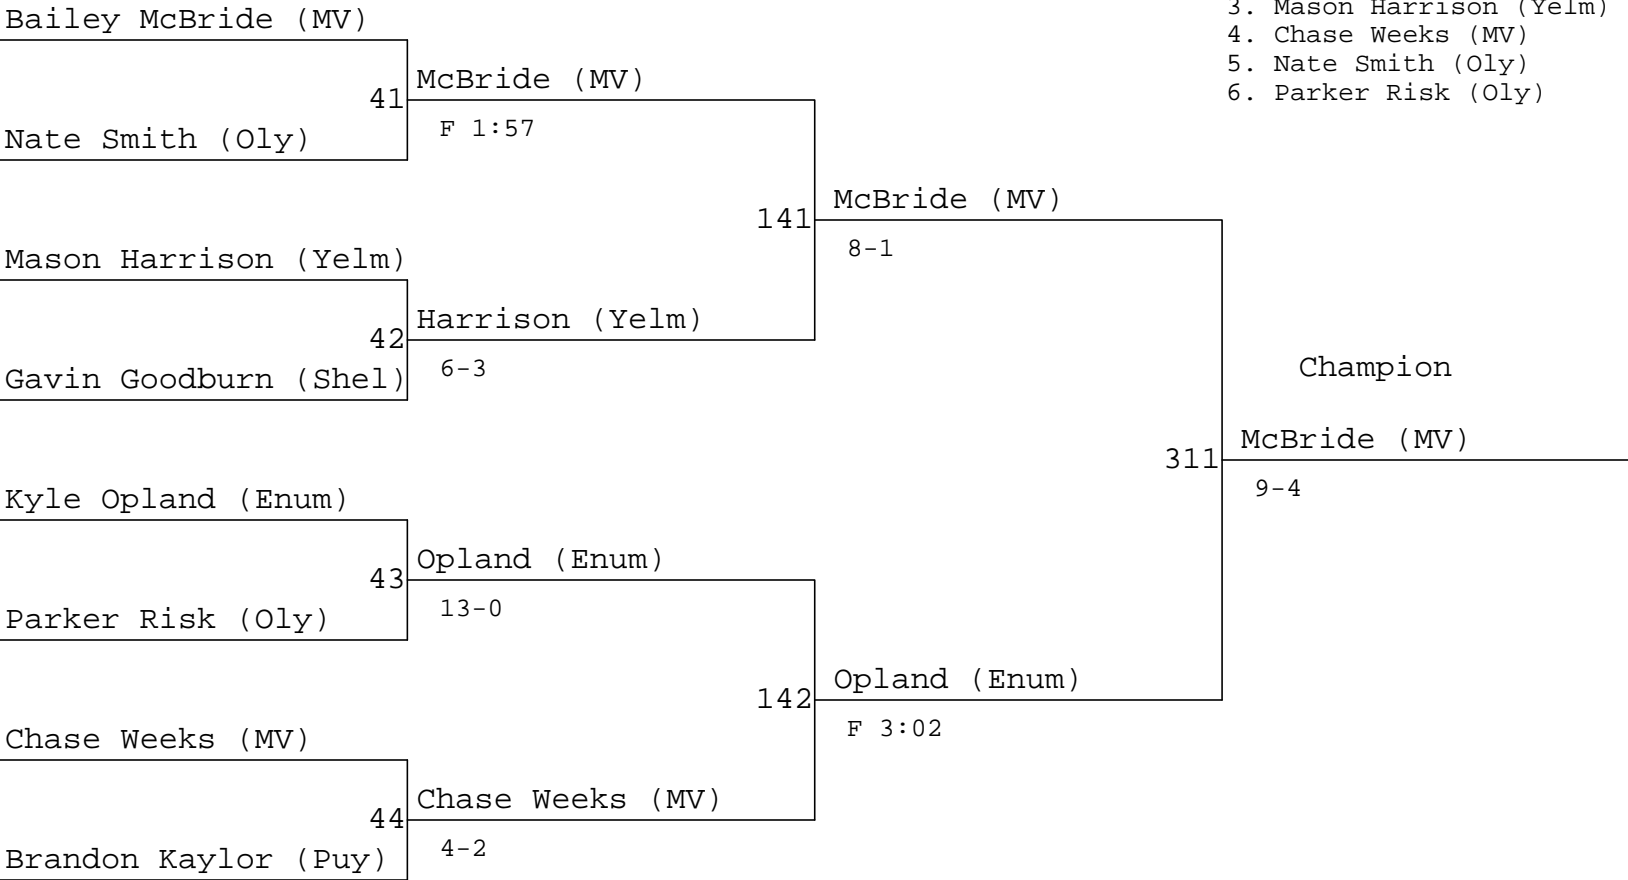 Bailey McBride (MV)
3. Mason Harrison (Yelm)
4. Chase Weeks (MV)
5. Nate Smith (Oly)
6. Parker Risk (Oly)
McBride (MV)
41
F 1:57
Nate Smith (Oly)
McBride (MV)
141
8-1
Mason Harrison (Yelm)
Harrison (Yelm)
42
6-3
Gavin Goodburn (Shel)
Champion
McBride (MV)
311
9-4
Kyle Opland (Enum)
Opland (Enum)
43
13-0
Parker Risk (Oly)
Opland (Enum)
142
F 3:02
Chase Weeks (MV)
Chase Weeks (MV)
44
4-2
Brandon Kaylor (Puy)